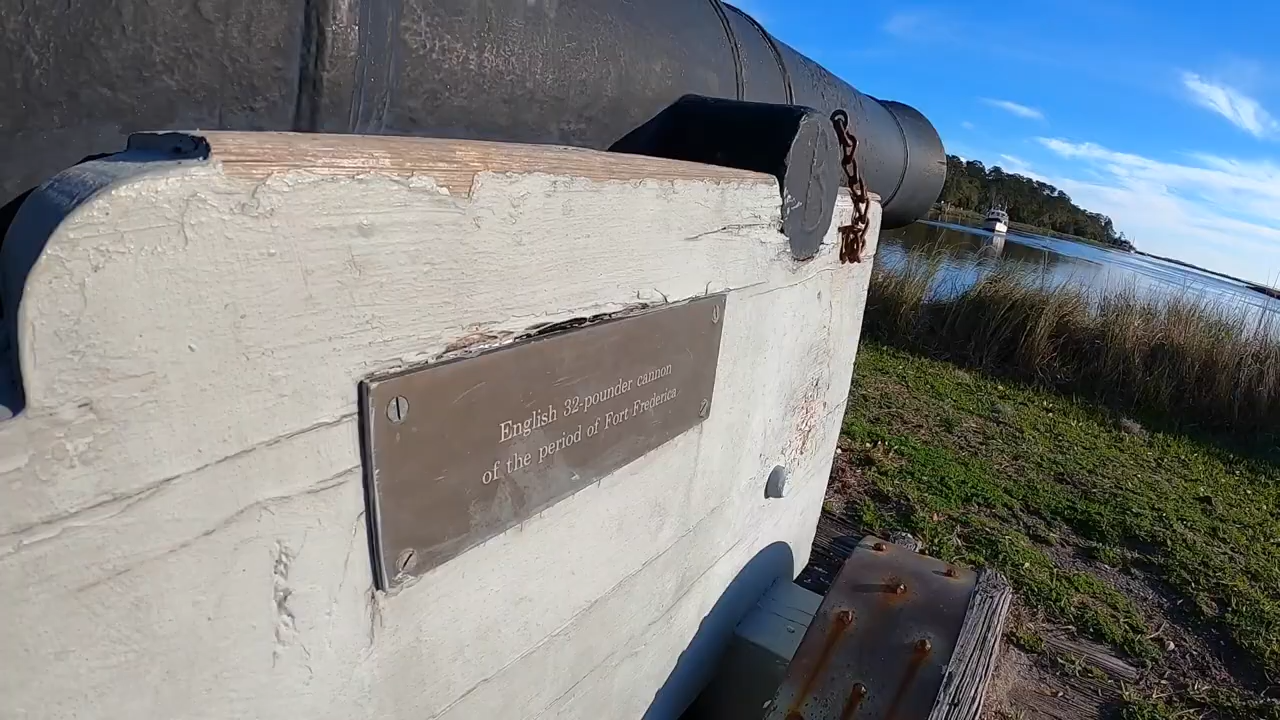 English 32-pounder cannon
of the period of Fort Frederica